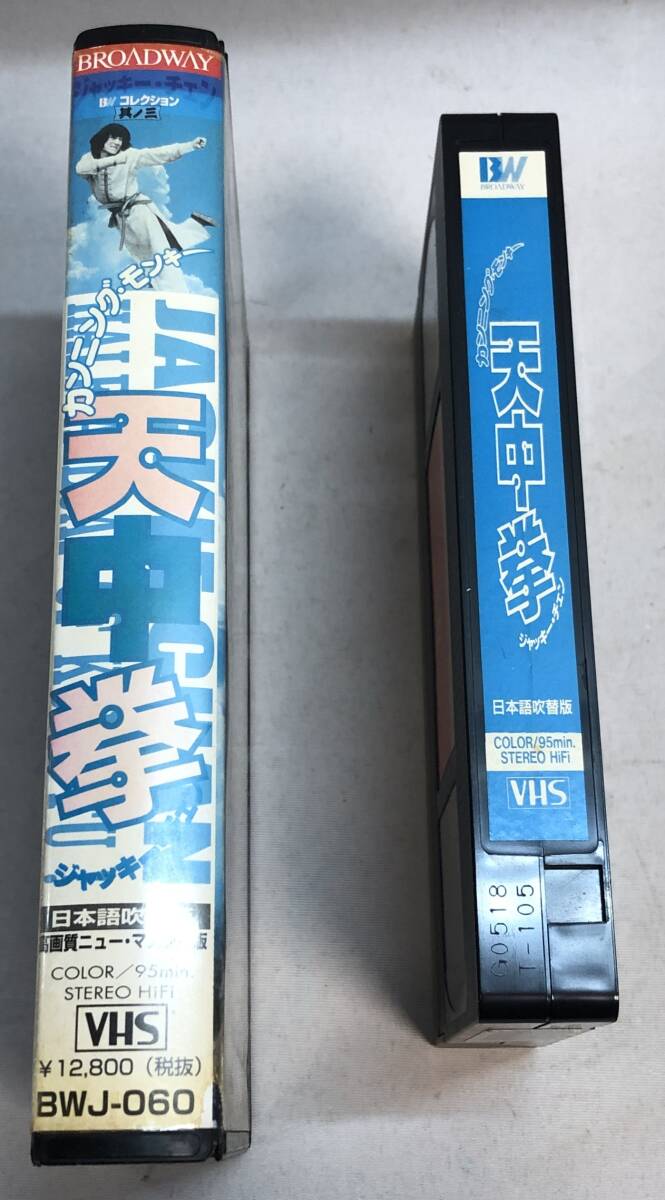 BROADWAY
ジャッキー・チェン
BW コレクション
其ノ三
カンニング・モンキー
天中拳
ジャッキー
日本語吹
高画質ニュー・マスター版
COLOR/95min.
STEREO HiFi
VHS
¥12,800(税抜)
BWJ-060
BW
BROADWAY
カンニング・モンキー
天中拳
ジャッキー・チェン
日本語吹替版
COLOR/95min.
STEREO HiFi
VHS
G0518
T-105